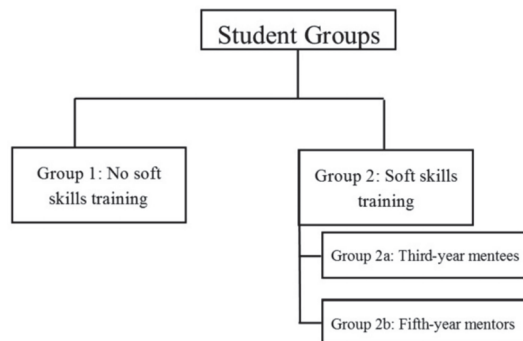 Student Groups
Group 1: No soft
skills training
Group 2: Soft skills
training
Group 2a: Third-year mentees
Group 2b: Fifth-year mentors